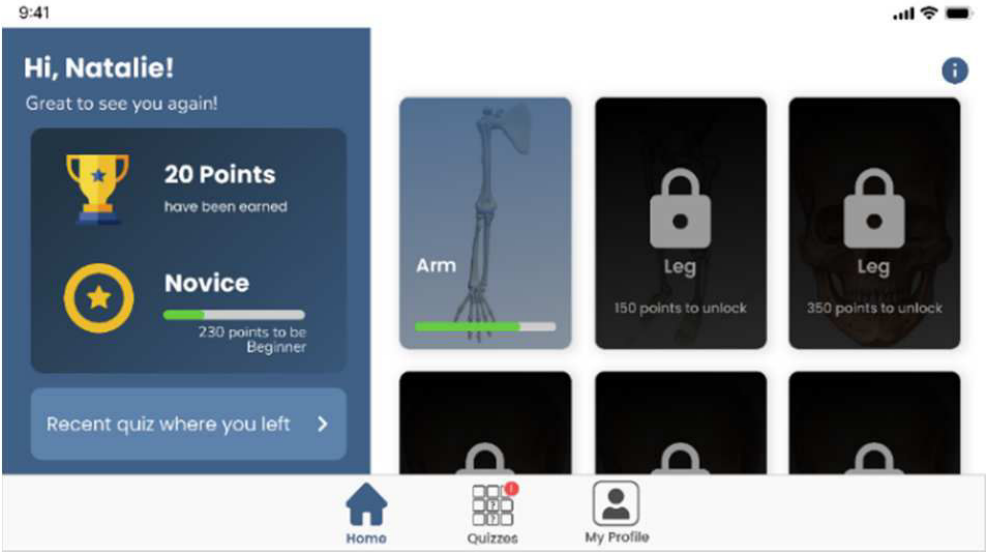 9:41
Hi, Natalie!
Great to see you again!
20 Points
have been earned
Novice
230 points to be
Beginner
Recent quiz where you left
Arm
Leg
150 points to unlock
Leg
350 points to unlock
Home
Quizzes
My Profile